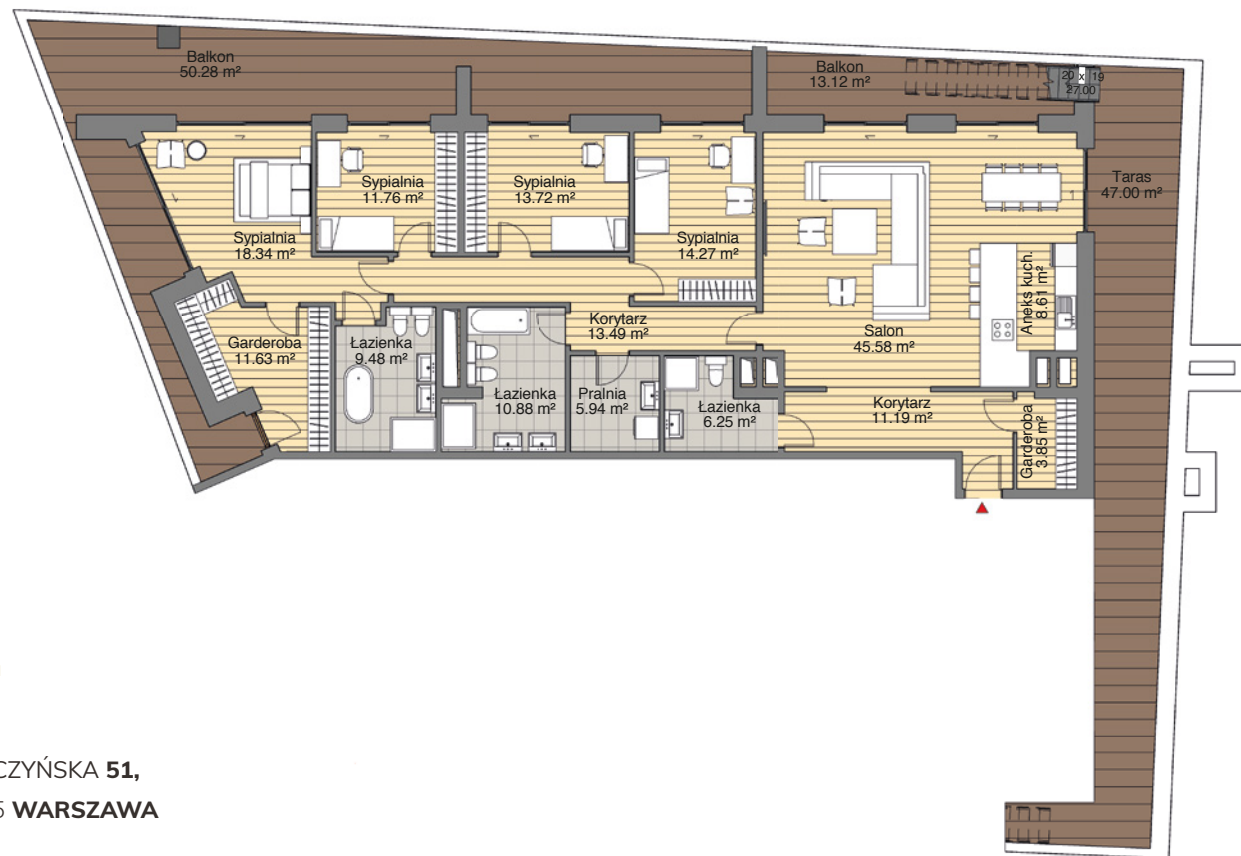 Balkon
50.28 m²
Balkon
13.12 m²
20 x 19
27.00
Taras
47.00 m²
Sypialnia
18.34 m²
Sypialnia
11.76 m²
Sypialnia
13.72 m²
Sypialnia
14.27 m²
Salon
45.58 m²
Aneks kuch.
8.61 m²
Garderoba
11.63 m²
Łazienka
9.48 m²
Korytarz
13.49 m²
Łazienka
10.88 m²
Pralnia
5.94 m²
Łazienka
6.25 m²
Korytarz
11.19 m²
Garderoba
3.85 m²
CZYŃSKA 51,
5 WARSZAWA